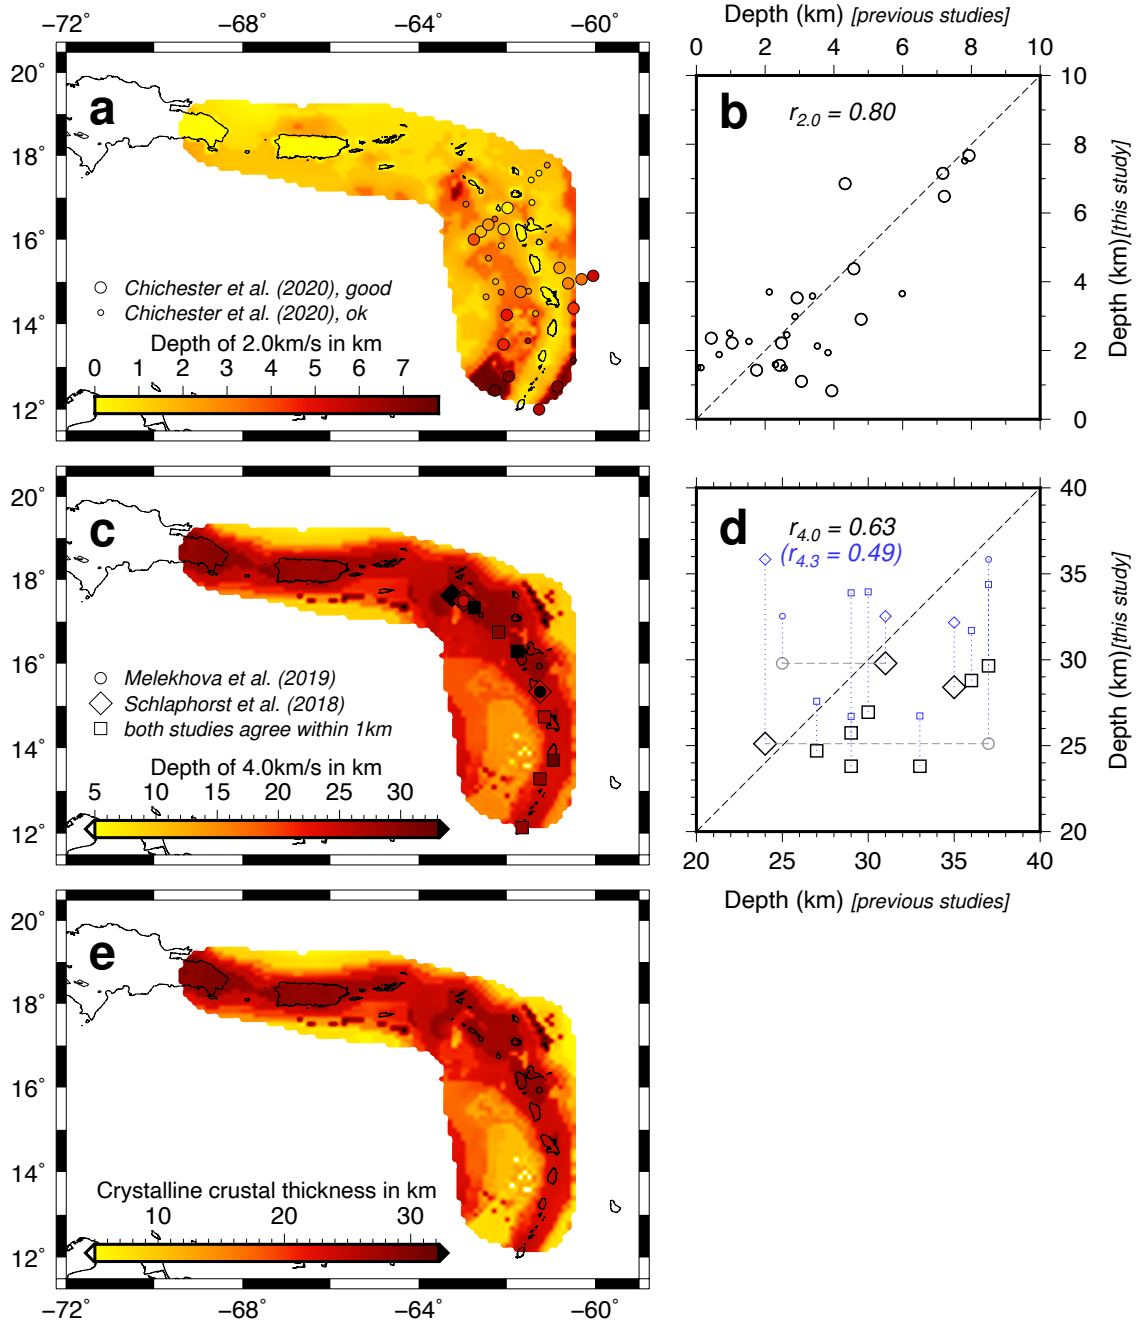 −72˚ −68˚ −64˚ −60˚
20˚
18˚
16˚
14˚
12˚
a
Chichester et al. (2020), good
Chichester et al. (2020), ok
Depth of 2.0km/s in km
0 1 2 3 4 5 6 7
Depth (km) [previous studies]
0 2 4 6 8 10
b
r2.0 = 0.80
10
8
6
4
2
0
Depth (km)[this study]
20˚
18˚
16˚
14˚
12˚
c
Melekhova et al. (2019)
Schlaphorst et al. (2018)
both studies agree within 1km
Depth of 4.0km/s in km
5 10 15 20 25 30
d
r4.0 = 0.63
(r4.3 = 0.49)
40
35
30
25
20
Depth (km)[this study]
20 25 30 35 40
Depth (km) [previous studies]
20˚
18˚
16˚
14˚
12˚
e
Crystalline crustal thickness in km
10 20 30
−72˚ −68˚ −64˚ −60˚